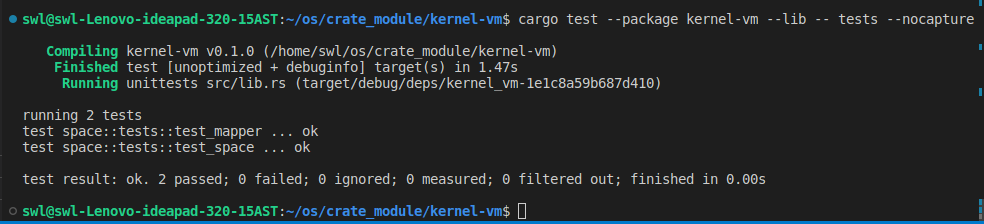 swl@swl-Lenovo-ideapad-320-15AST:~/os/crate_module/kernel-vm$ cargo test --package kernel-vm --lib -- tests --nocapture
Compiling kernel-vm v0.1.0 (/home/swl/os/crate_module/kernel-vm)
Finished test [unoptimized + debuginfo] target(s) in 1.47s
Running unittests src/lib.rs (target/debug/deps/kernel_vm-1e1c8a59b687d410)
running 2 tests
test space::tests::test_mapper ... ok
test space::tests::test_space ... ok
test result: ok. 2 passed; 0 failed; 0 ignored; 0 measured; 0 filtered out; finished in 0.00s
swl@swl-Lenovo-ideapad-320-15AST:~/os/crate_module/kernel-vm$